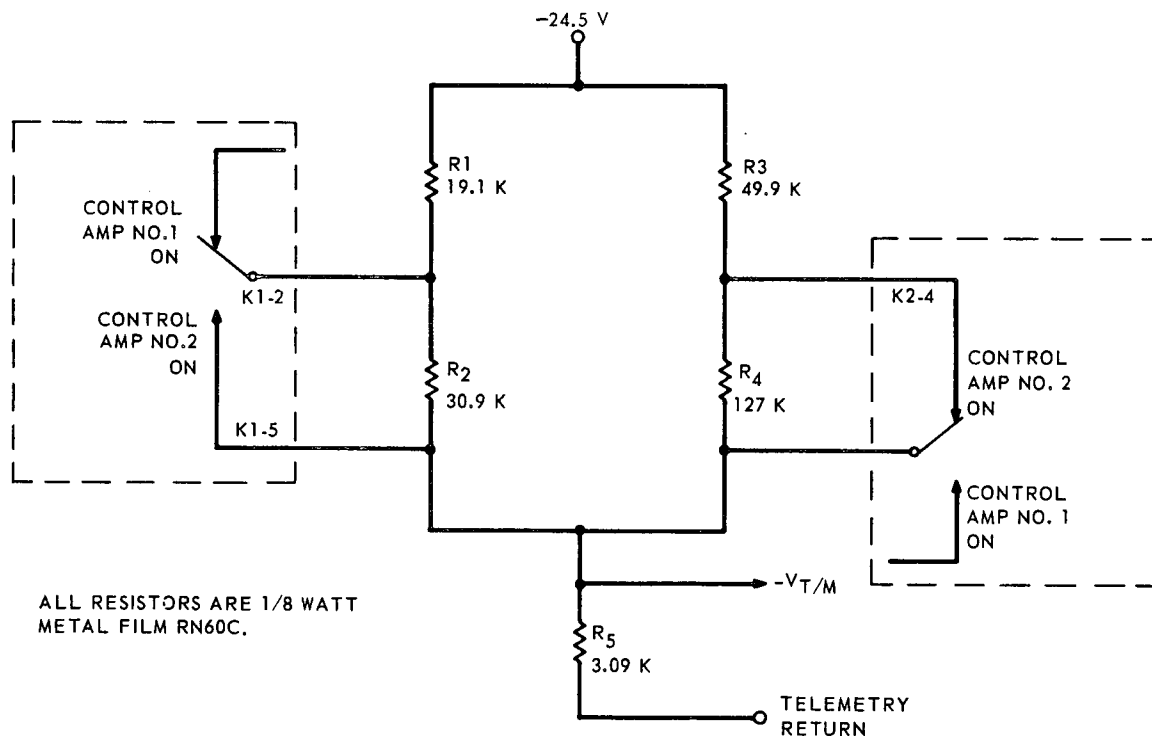 −24.5 V
R1
19.1 K
R3
49.9 K
CONTROL
AMP NO.1
ON
K1-2
K2-4
CONTROL
AMP NO.2
ON
R2
30.9 K
R4
127 K
CONTROL
AMP NO. 2
ON
K1-5
CONTROL
AMP NO. 1
ON
−VT/M
ALL RESISTORS ARE 1/8 WATT
METAL FILM RN60C.
R5
3.09 K
TELEMETRY
RETURN